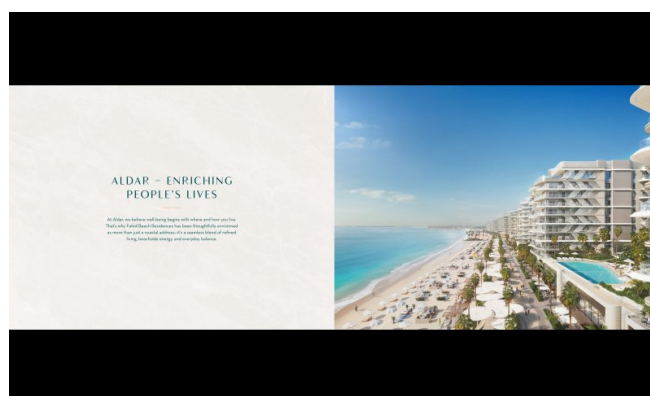 ALDAR – ENRICHING
PEOPLE'S LIVES
At Aldar, we believe well-being begins with where and how you live.
That's why Fahid Beach Residences has been thoughtfully envisioned
as more than just a coastal address; it's a seamless blend of refined
living, beachside energy, and everyday balance.